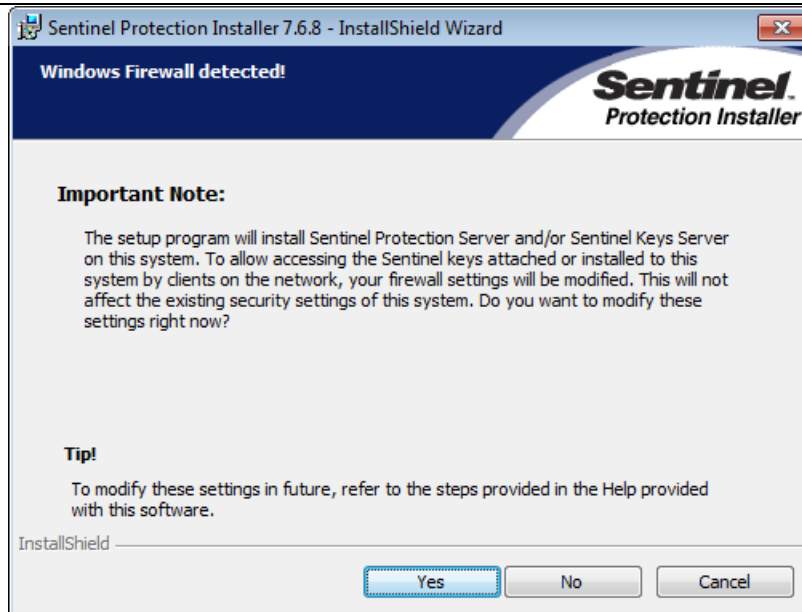 Sentinel Protection Installer 7.6.8 - InstallShield Wizard
Windows Firewall detected!
Sentinel.
Protection Installer
Important Note:
The setup program will install Sentinel Protection Server and/or Sentinel Keys Server
on this system. To allow accessing the Sentinel keys attached or installed to this
system by clients on the network, your firewall settings will be modified. This will not
affect the existing security settings of this system. Do you want to modify these
settings right now?
Tip!
To modify these settings in future, refer to the steps provided in the Help provided
with this software.
InstallShield
Yes
No
Cancel